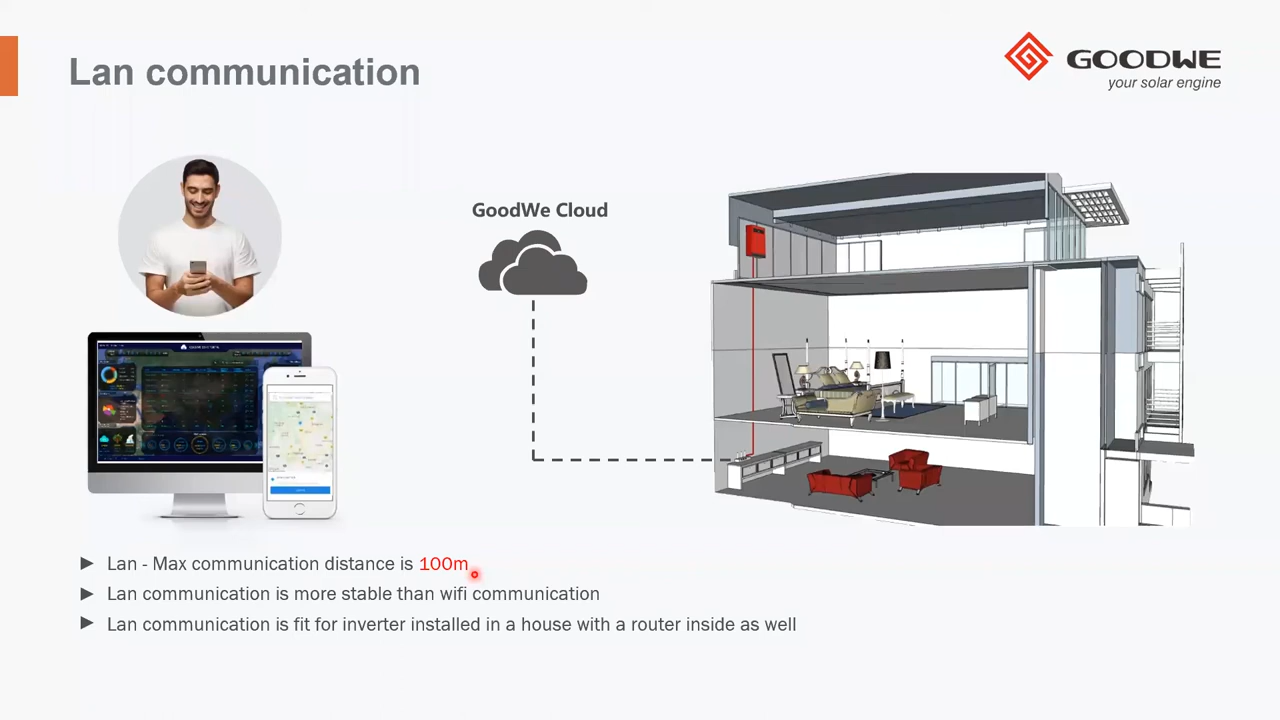 Lan communication
GOODWE
your solar engine
GoodWe Cloud
► Lan - Max communication distance is 100m
► Lan communication is more stable than wifi communication
► Lan communication is fit for inverter installed in a house with a router inside as well